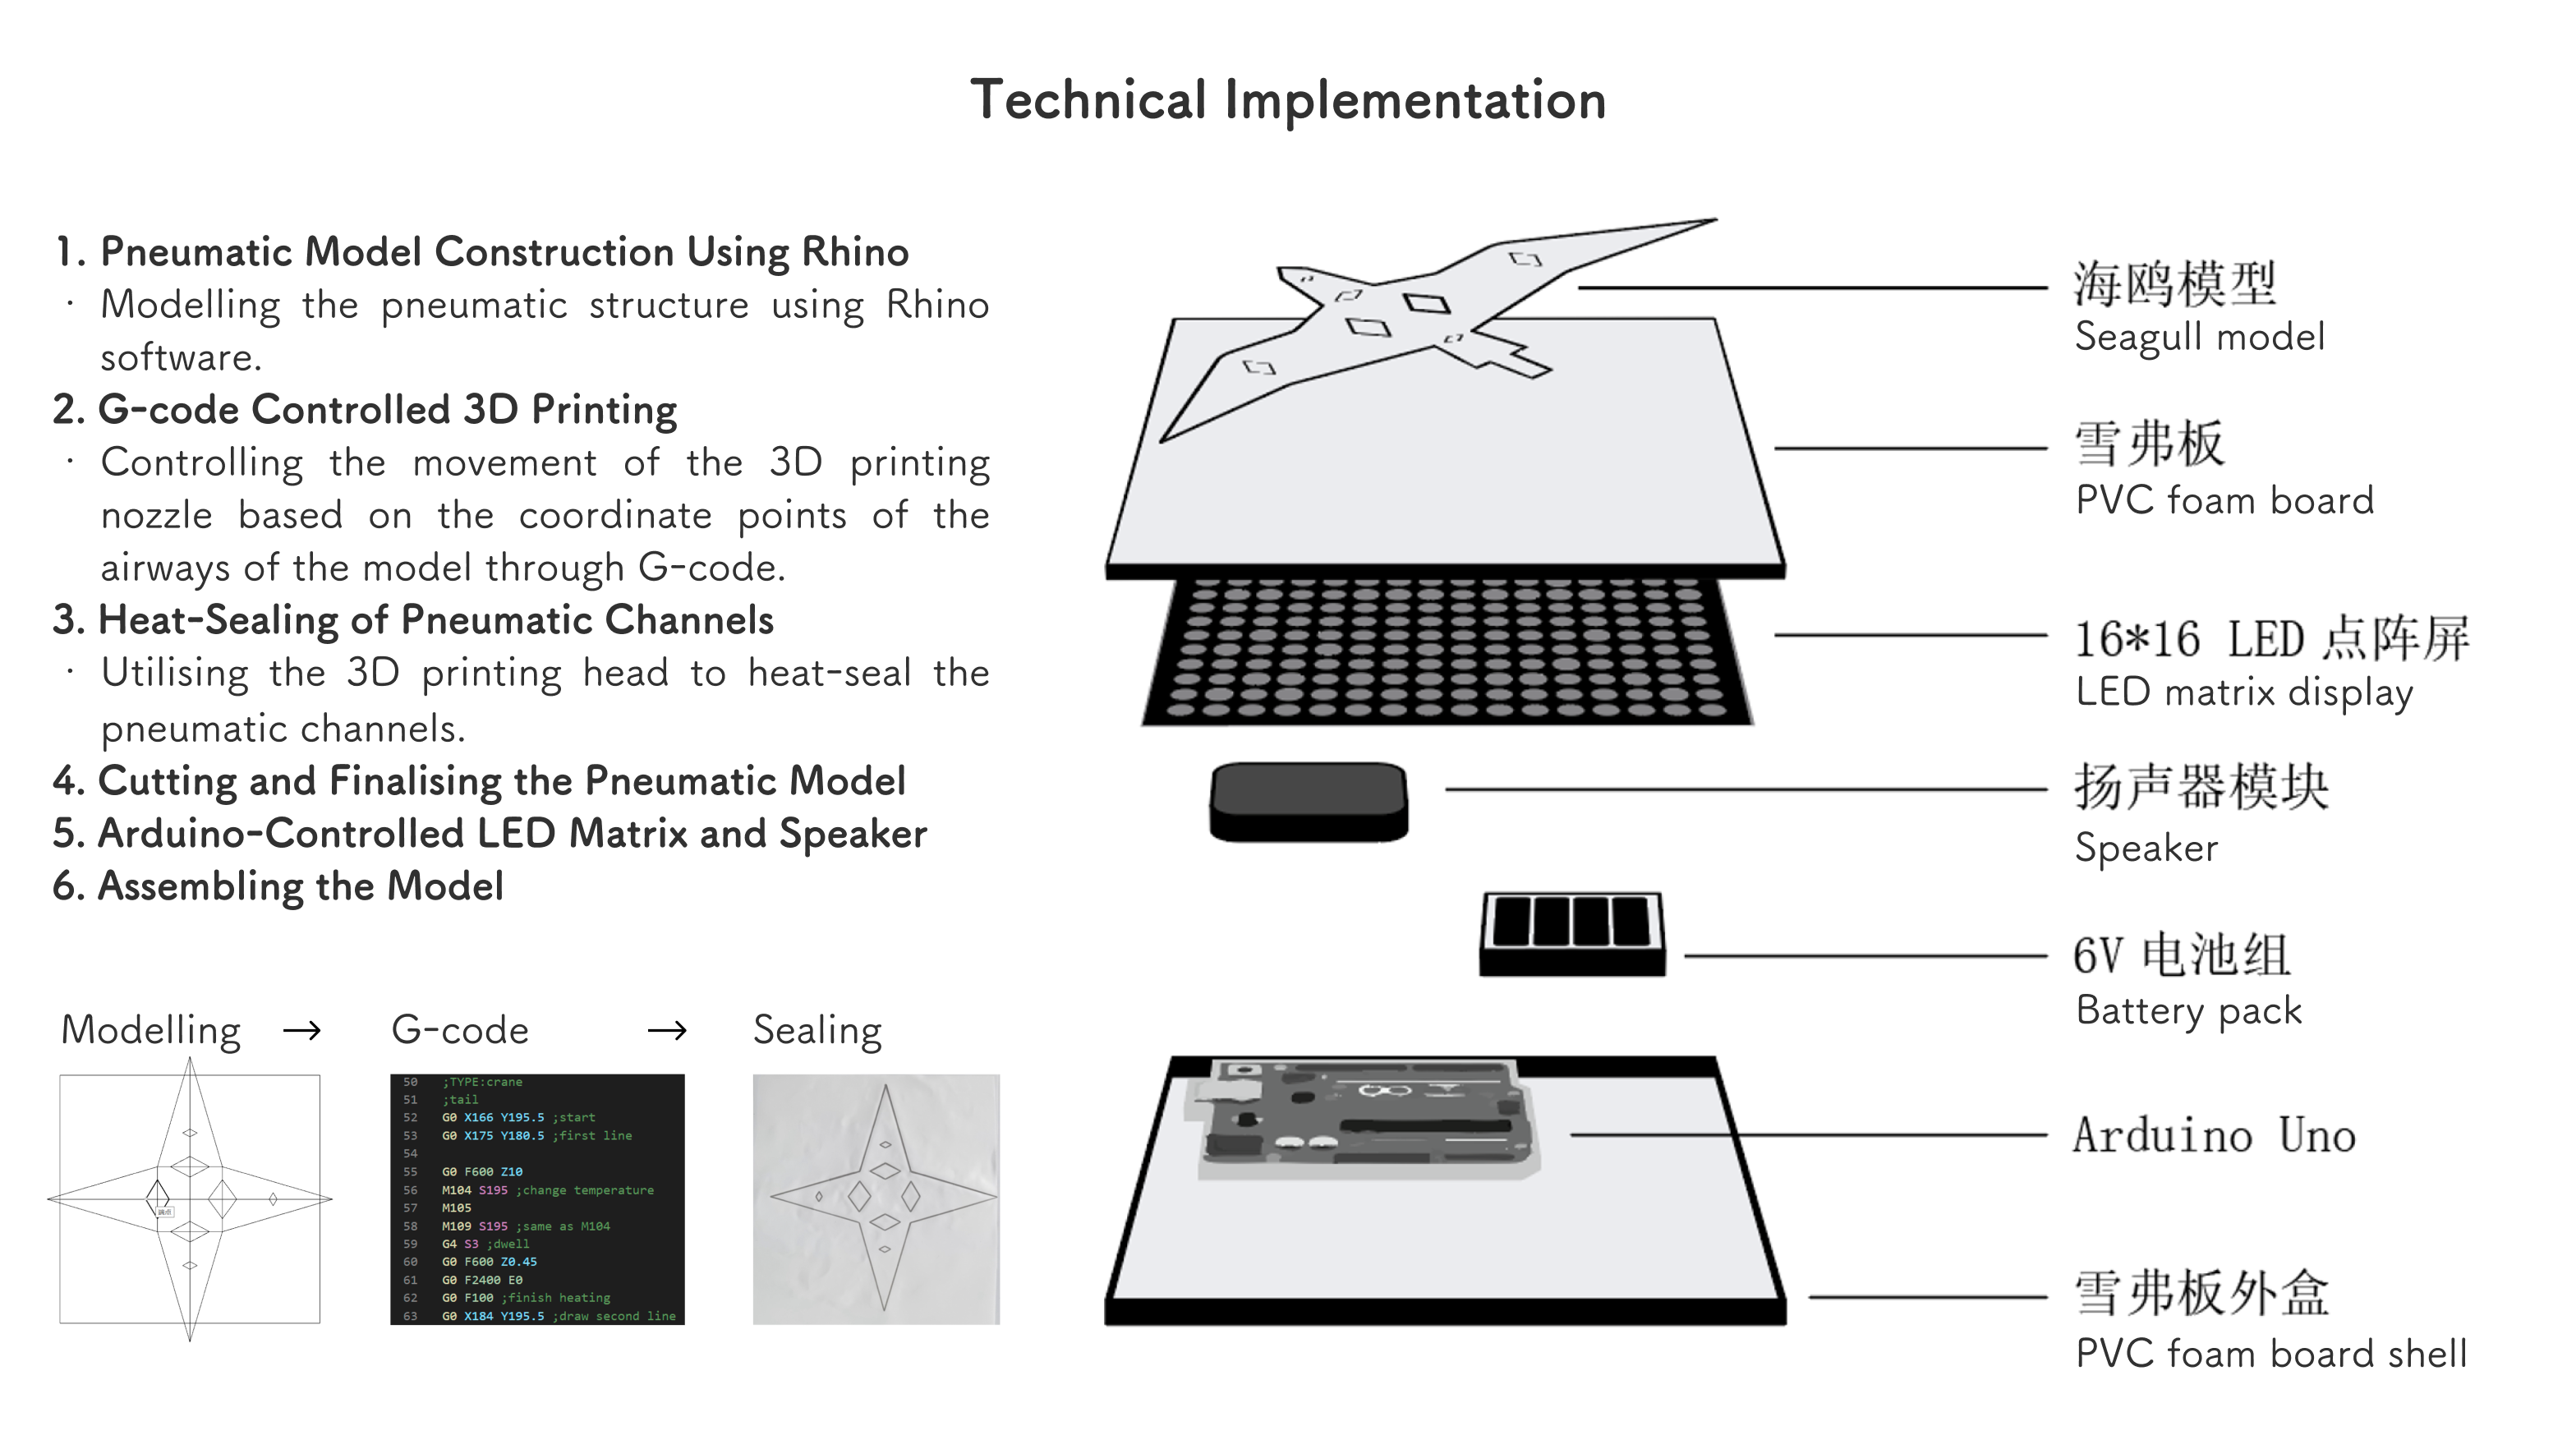 Technical Implementation
1. Pneumatic Model Construction Using Rhino
· Modelling the pneumatic structure using Rhino
software.
2. G-code Controlled 3D Printing
· Controlling the movement of the 3D printing
nozzle based on the coordinate points of the
airways of the model through G-code.
3. Heat-Sealing of Pneumatic Channels
· Utilising the 3D printing head to heat-seal the
pneumatic channels.
4. Cutting and Finalising the Pneumatic Model
5. Arduino-Controlled LED Matrix and Speaker
6. Assembling the Model
Modelling → G-code → Sealing
50 ;TYPE:crane
51 ;tail
52 G0 X166 Y195.5 ;start
53 G0 X175 Y180.5 ;first line
54
55 G0 F600 Z10
56 M104 S195 ;change temperature
57 M105
58 M109 S195 ;same as M104
59 G4 S3 ;dwell
60 G0 F600 Z0.45
61 G0 F2400 E0
62 G0 F100 ;finish heating
63 G0 X184 Y195.5 ;draw second line
海鸥模型
Seagull model
雪弗板
PVC foam board
16*16 LED 点阵屏
LED matrix display
扬声器模块
Speaker
6V 电池组
Battery pack
Arduino Uno
雪弗板外盒
PVC foam board shell